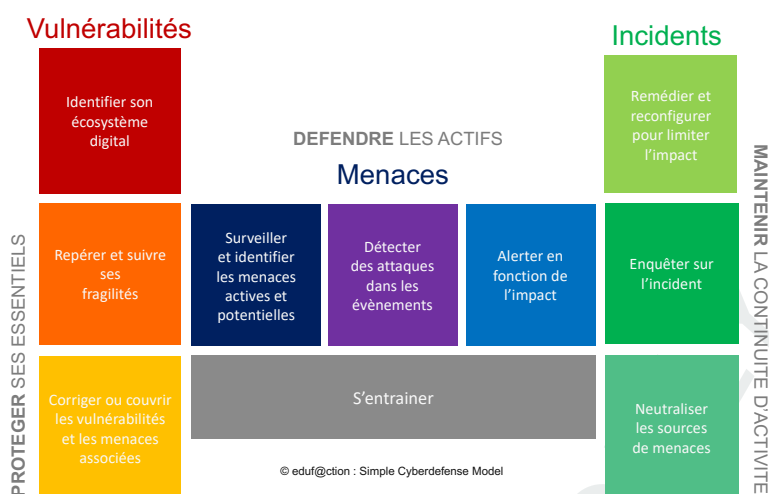 Vulnérabilités
Incidents
Identifier son
écosystème
digital
DEFENDRE LES ACTIFS
Menaces
Remédier et
reconfigurer
pour limiter
l'impact
Repérer et suivre
ses
fragilités
Surveiller
et identifier
les menaces
actives et
potentielles
Détecter
des attaques
dans les
évènements
Alerter en
fonction de
l'impact
Enquêter sur
l'incident
Corriger ou couvrir
les vulnérabilités
et les menaces
associées
S'entrainer
Neutraliser
les sources
de menaces
PROTEGER SES ESSENTIELS
MAINTENIR LA CONTINUITE D'ACTIVITE
© eduf@ction : Simple Cyberdefense Model